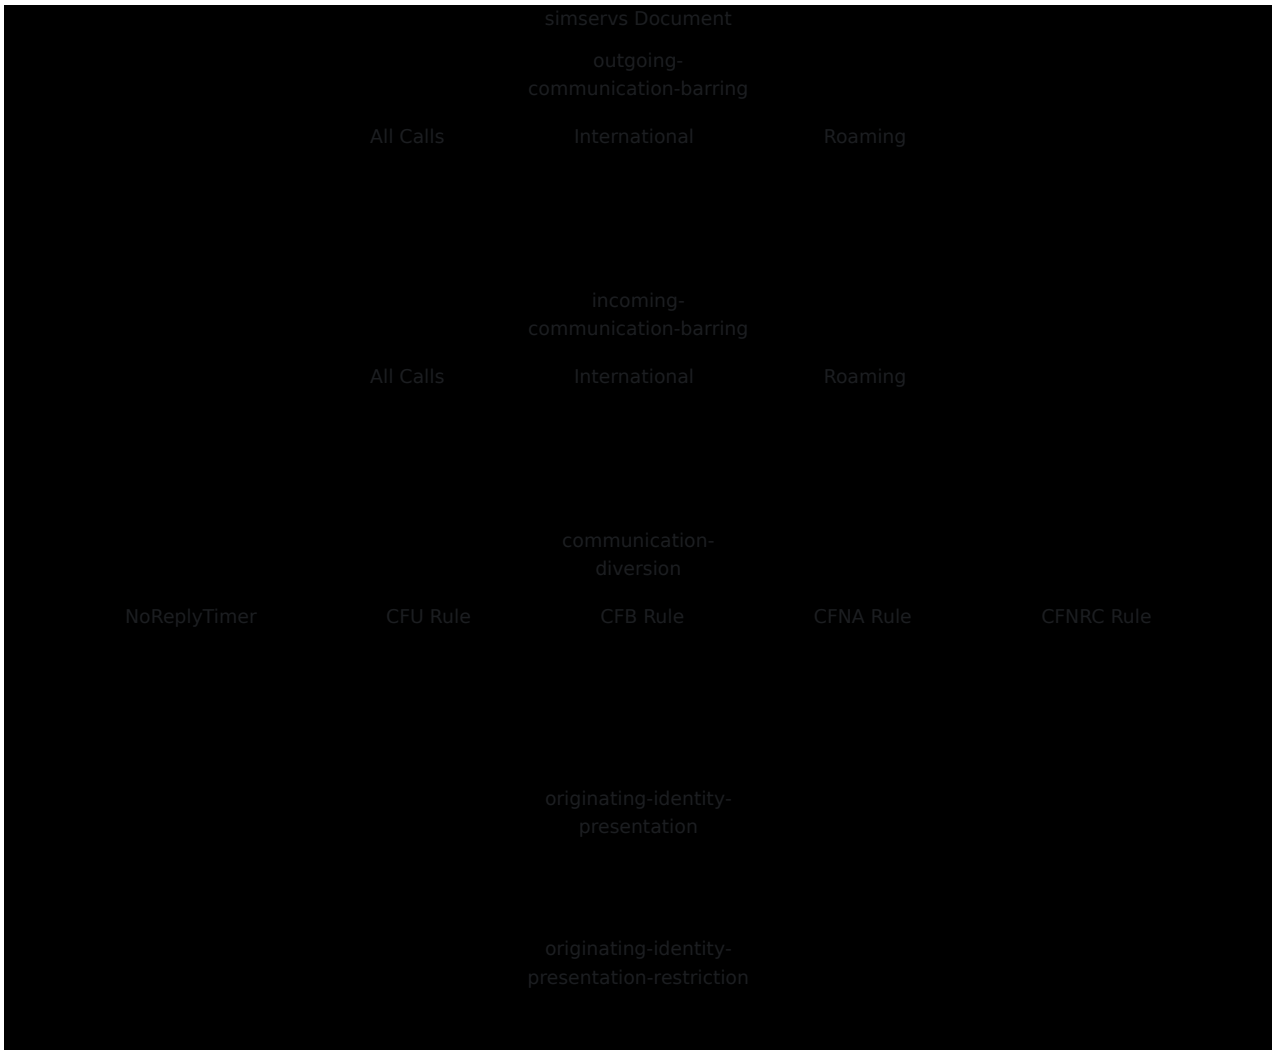 simservs Document
outgoing-
communication-barring
All Calls International Roaming
incoming-
communication-barring
All Calls International Roaming
communication-
diversion
NoReplyTimer CFU Rule CFB Rule CFNA Rule CFNRC Rule
originating-identity-
presentation
originating-identity-
presentation-restriction